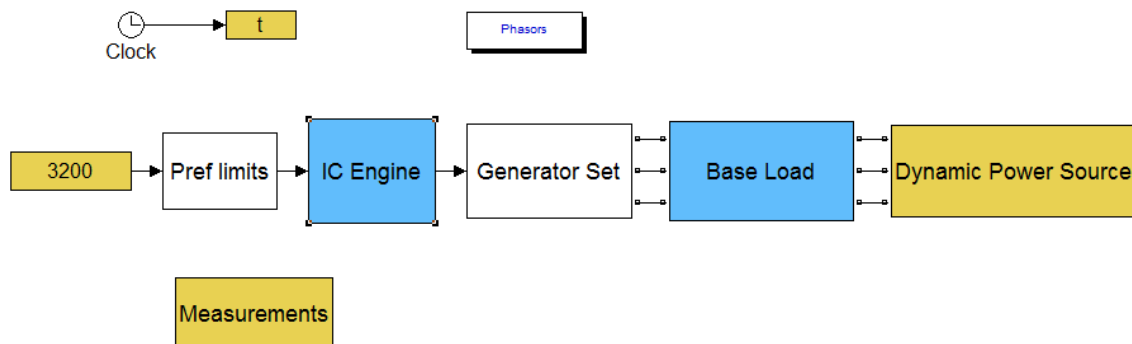 t
Clock
Phasors
3200
Pref limits
IC Engine
Generator Set
Base Load
Dynamic Power Source
Measurements